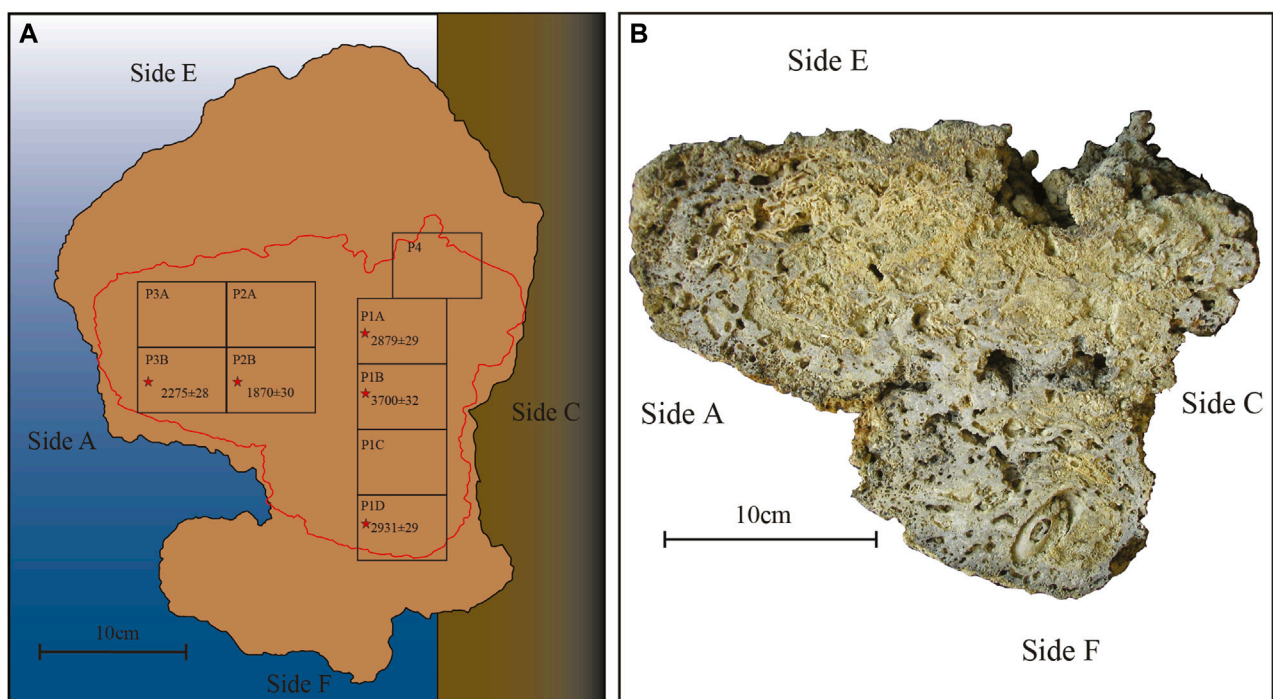 A
Side E
P4
P3A
P2A
P1A
2879±29
P3B
2275±28
P2B
1870±30
P1B
3700±32
Side C
Side A
P1C
P1D
2931±29
10cm
Side F
B
Side E
Side A
Side C
10cm
Side F